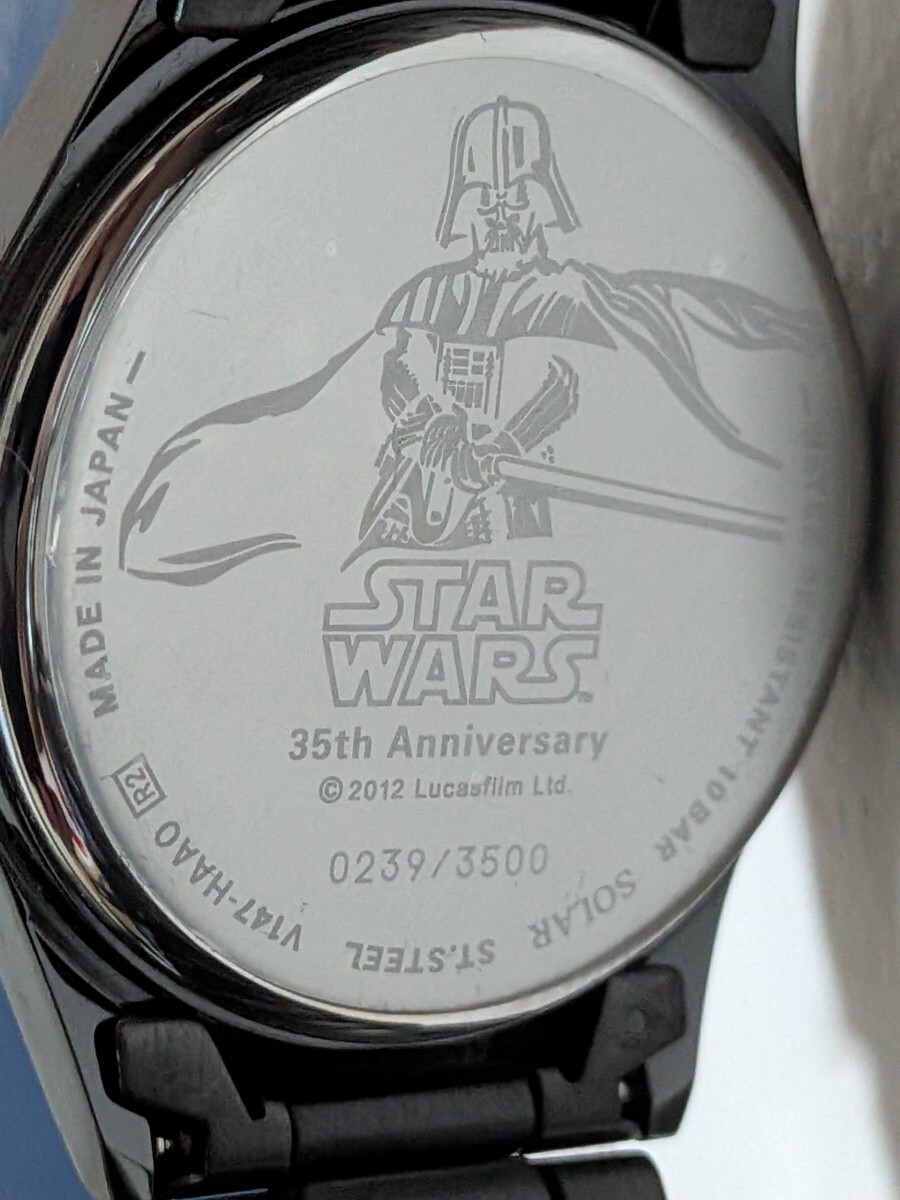 STAR
WARS
35th Anniversary
© 2012 Lucasfilm Ltd.
0239/3500
10BAR SOLAR ST.STEEL V147-HAA0 R2 MADE IN JAPAN